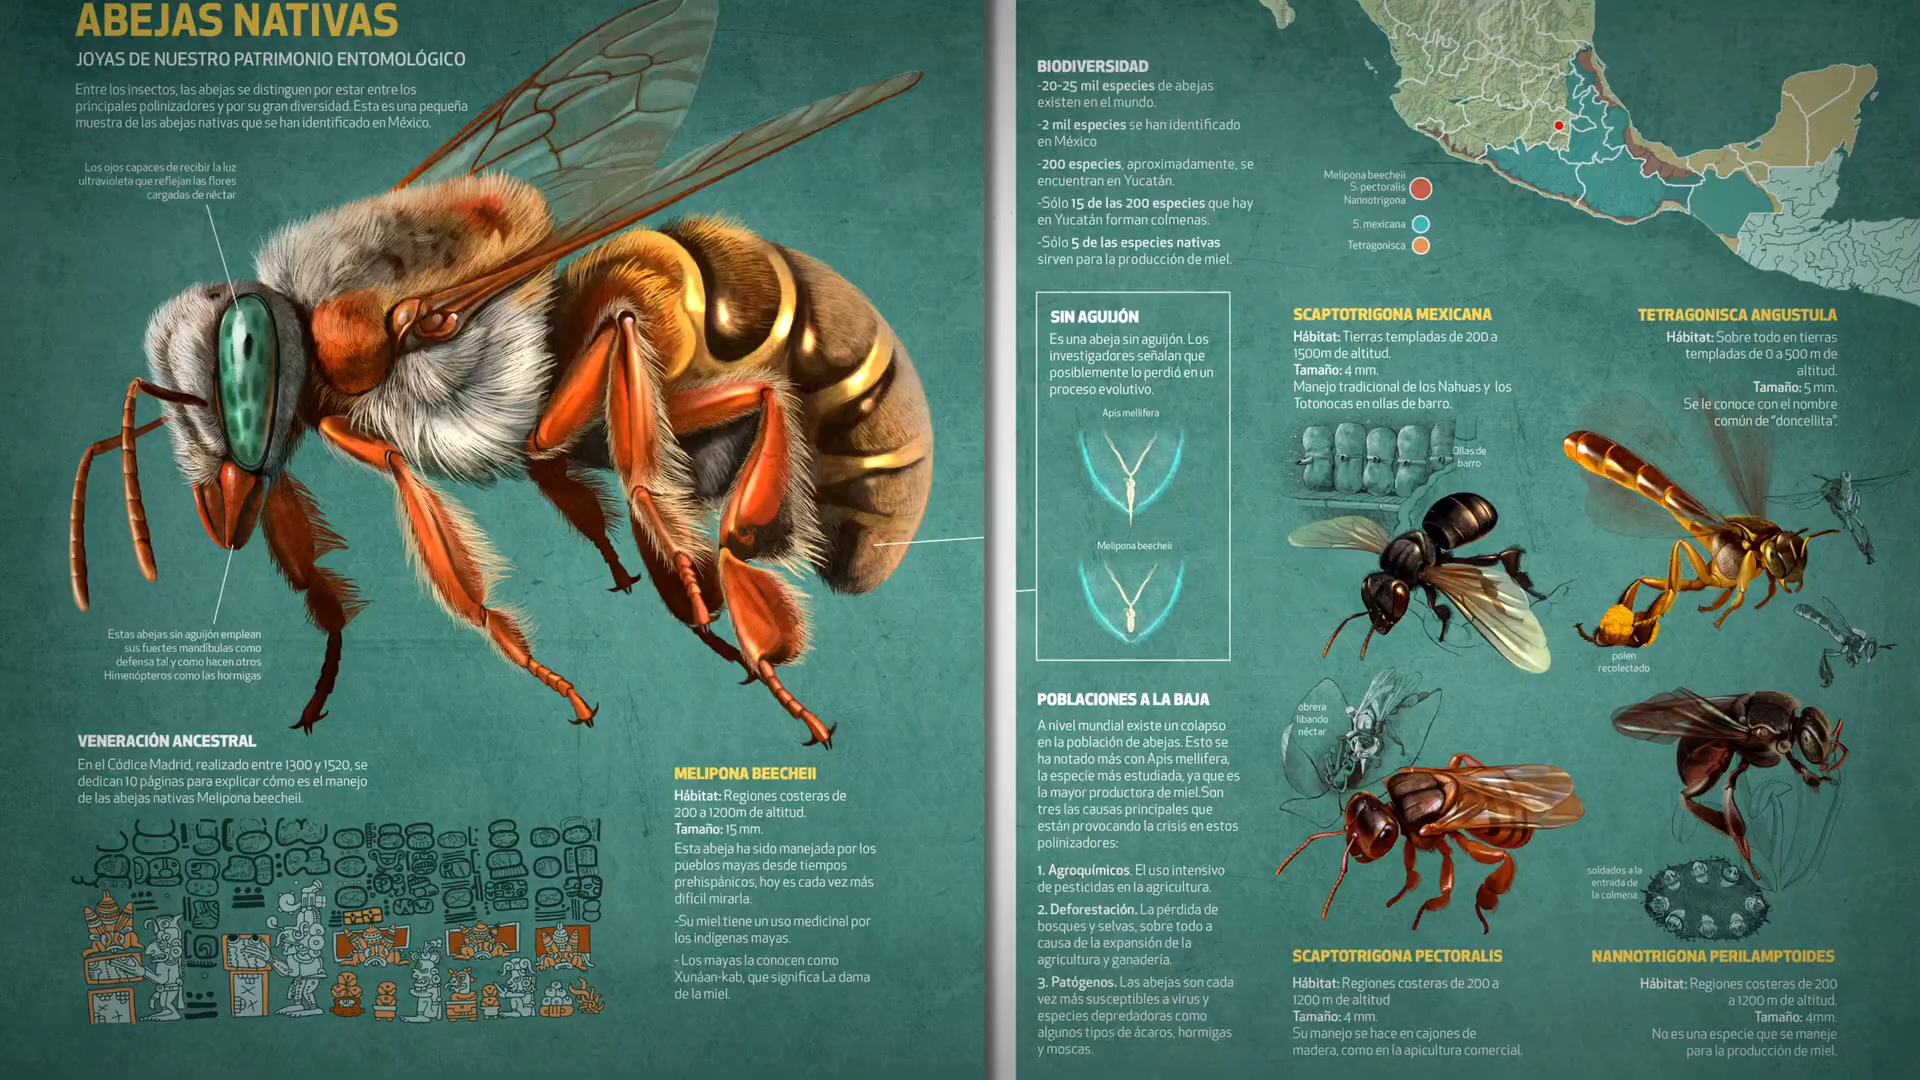 ABEJAS NATIVAS
JOYAS DE NUESTRO PATRIMONIO ENTOMOLÓGICO
Entre los insectos, las abejas se distinguen por estar entre los
principales polinizadores y por su gran diversidad. Esta es una pequeña
muestra de las abejas nativas que se han identificado en México.
Los ojos capaces de recibir la luz
ultravioleta que reflejan las flores
cargadas de néctar
Estas abejas sin aguijón emplean
sus fuertes mandíbulas como
defensa tal y como hacen otros
Himenópteros como las hormigas
VENERACIÓN ANCESTRAL
En el Códice Madrid, realizado entre 1300 y 1520, se
dedican 10 páginas para explicar cómo es el manejo
de las abejas nativas Melipona beecheii.
MELIPONA BEECHEII
Hábitat: Regiones costeras de
200 a 1200m de altitud.
Tamaño: 15 mm.
Esta abeja ha sido manejada por los
pueblos mayas desde tiempos
prehispánicos, hoy es cada vez más
difícil mirarla.
-Su miel tiene un uso medicinal por
los indígenas mayas.
- Los mayas la conocen como
Xunáan-kab, que significa La dama
de la miel.
BIODIVERSIDAD
-20-25 mil especies de abejas
existen en el mundo.
-2 mil especies se han identificado
en México
-200 especies, aproximadamente, se
encuentran en Yucatán.
-Sólo 15 de las 200 especies que hay
en Yucatán forman colmenas.
-Sólo 5 de las especies nativas
sirven para la producción de miel.
Melipona beecheii
S. pectoralis
Nannotrigona
S. mexicana
Tetragonisca
SIN AGUIJÓN
Es una abeja sin aguijón. Los
investigadores señalan que
posiblemente lo perdió en un
proceso evolutivo.
Apis mellifera
Melipona beecheii
POBLACIONES A LA BAJA
A nivel mundial existe un colapso
en la población de abejas. Esto se
ha notado más con Apis mellifera,
la especie más estudiada, ya que es
la mayor productora de miel.Son
tres las causas principales que
están provocando la crisis en estos
polinizadores:
1. Agroquímicos. El uso intensivo
de pesticidas en la agricultura.
2. Deforestación. La pérdida de
bosques y selvas, sobre todo a
causa de la expansión de la
agricultura y ganadería.
3. Patógenos. Las abejas son cada
vez más susceptibles a virus y
especies depredadoras como
algunos tipos de ácaros, hormigas
y moscas.
SCAPTOTRIGONA MEXICANA
Hábitat: Tierras templadas de 200 a
1500m de altitud.
Tamaño: 4 mm.
Manejo tradicional de los Nahuas y los
Totonocas en ollas de barro.
Ollas de
barro
TETRAGONISCA ANGUSTULA
Hábitat: Sobre todo en tierras
templadas de 0 a 500 m de
altitud.
Tamaño: 5 mm.
Se le conoce con el nombre
común de "doncellita".
polen
recolectado
obrera
libando
néctar
SCAPTOTRIGONA PECTORALIS
Hábitat: Regiones costeras de 200 a
1200 m de altitud
Tamaño: 4 mm.
Su manejo se hace en cajones de
madera, como en la apicultura comercial.
soldados a la
entrada de
la colmena
NANNOTRIGONA PERILAMPTOIDES
Hábitat: Regiones costeras de 200
a 1200 m de altitud.
Tamaño: 4mm.
No es una especie que se maneje
para la producción de miel.